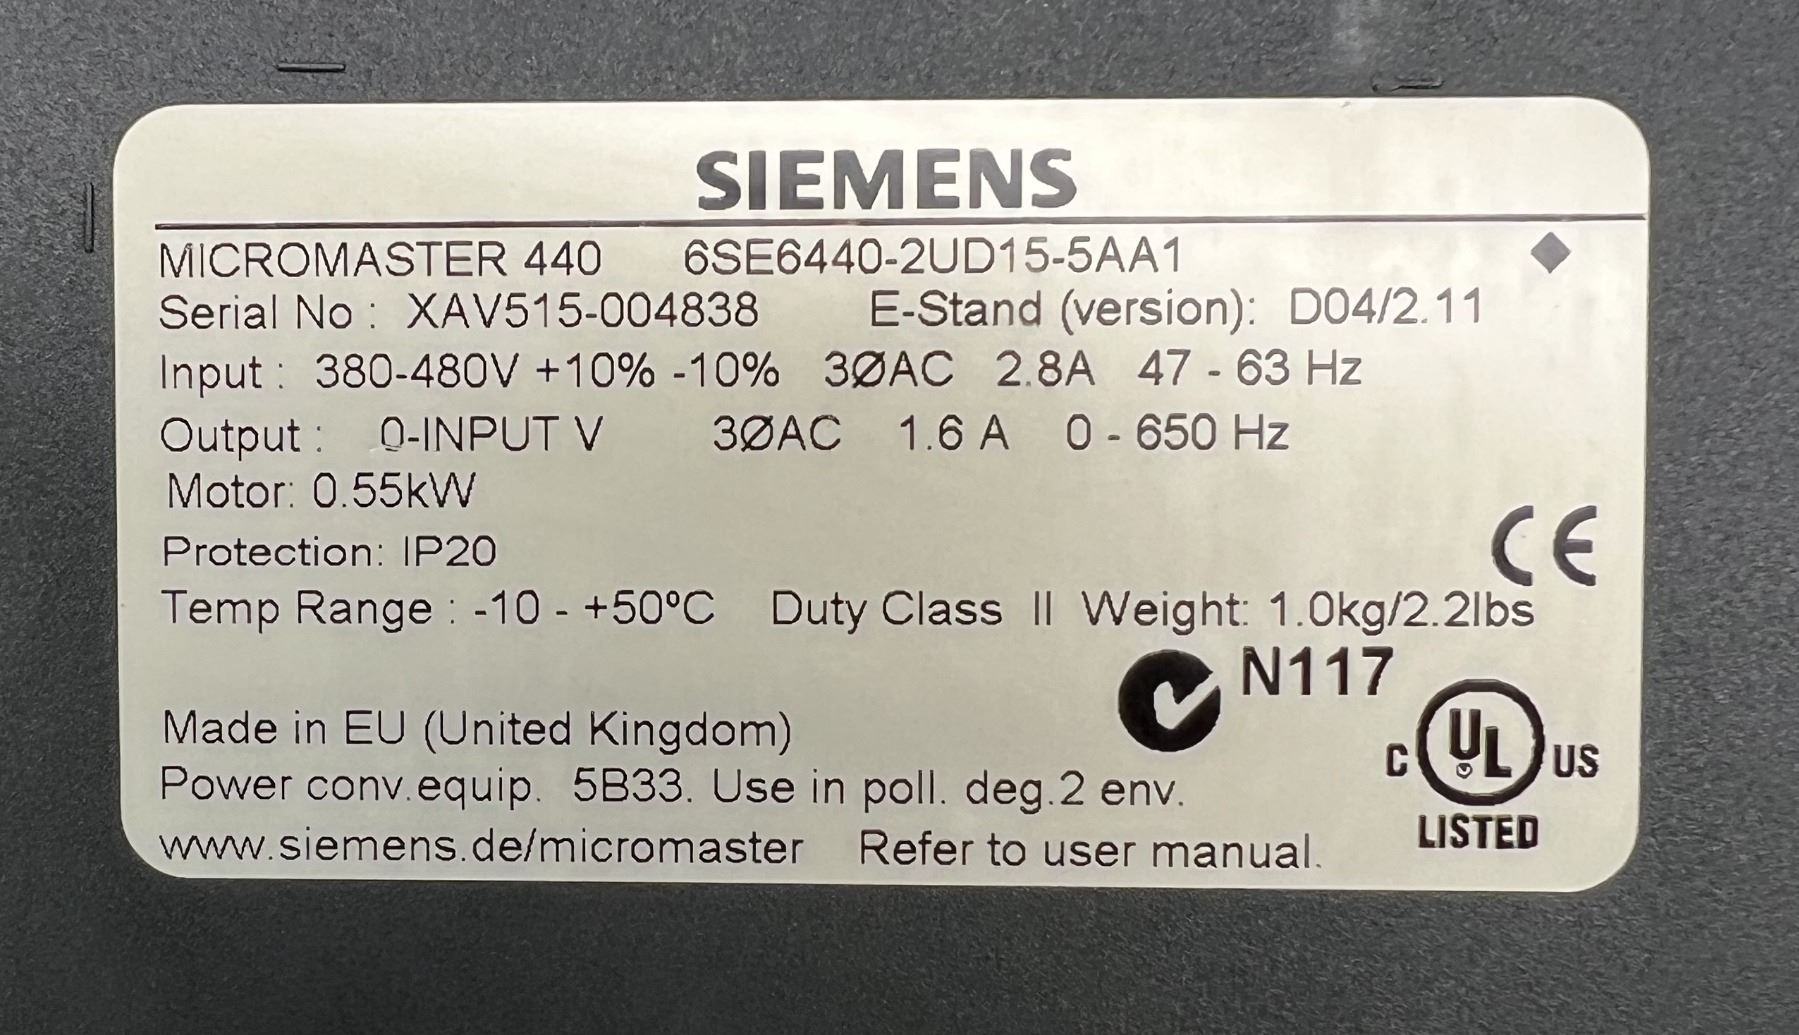 SIEMENS
MICROMASTER 440 6SE6440-2UD15-5AA1
Serial No : XAV515-004838 E-Stand (version): D04/2.11
Input : 380-480V +10% -10% 3ØAC 2.8A 47 - 63 Hz
Output : 0-INPUT V 3ØAC 1.6 A 0 - 650 Hz
Motor: 0.55kW
Protection: IP20
CE
Temp Range : -10 - +50ºC Duty Class II Weight: 1.0kg/2.2lbs
N117
Made in EU (United Kingdom)
C UL US
Power conv.equip. 5B33. Use in poll. deg.2 env.
LISTED
www.siemens.de/micromaster Refer to user manual.